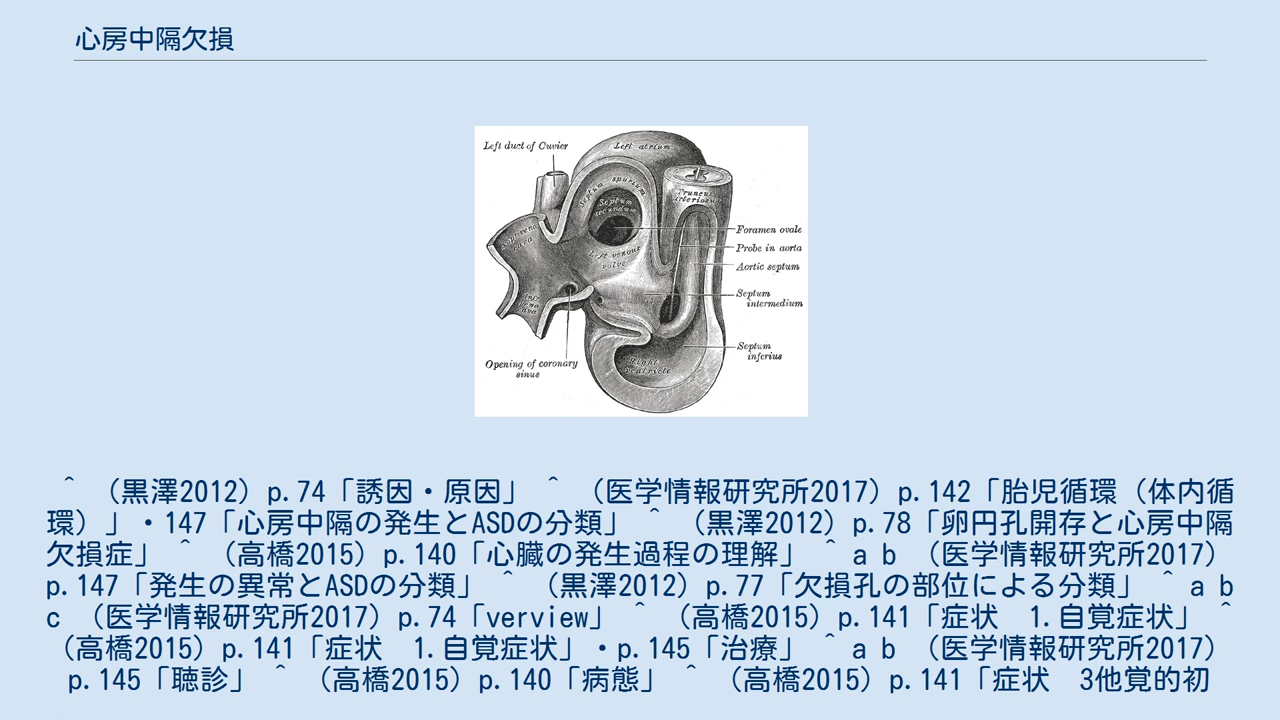 心房中隔欠損
Left duct of Cuvier
Left atrium
Septum spurium
Septum secundum
Truncus arteriosus
Foramen ovale
Probe in aorta
Left venous valve
Aortic septum
Septum intermedium
Septum inferius
Opening of coronary sinus
Right ventricle
＾ （黒澤2012）p.74「誘因・原因」 ＾ （医学情報研究所2017）p.142「胎児循環（体内循
環）」・147「心房中隔の発生とASDの分類」 ＾ （黒澤2012）p.78「卵円孔開存と心房中隔
欠損症」 ＾ （高橋2015）p.140「心臓の発生過程の理解」 ＾ a b （医学情報研究所2017）
p.147「発生の異常とASDの分類」 ＾ （黒澤2012）p.77「欠損孔の部位による分類」 ＾ a b
c （医学情報研究所2017）p.74「verview」 ＾ （高橋2015）p.141「症状　1.自覚症状」 ＾
（高橋2015）p.141「症状　1.自覚症状」・p.145「治療」 ＾ a b （医学情報研究所2017）
p.145「聴診」 ＾ （高橋2015）p.140「病態」 ＾ （高橋2015）p.141「症状　3他覚的初